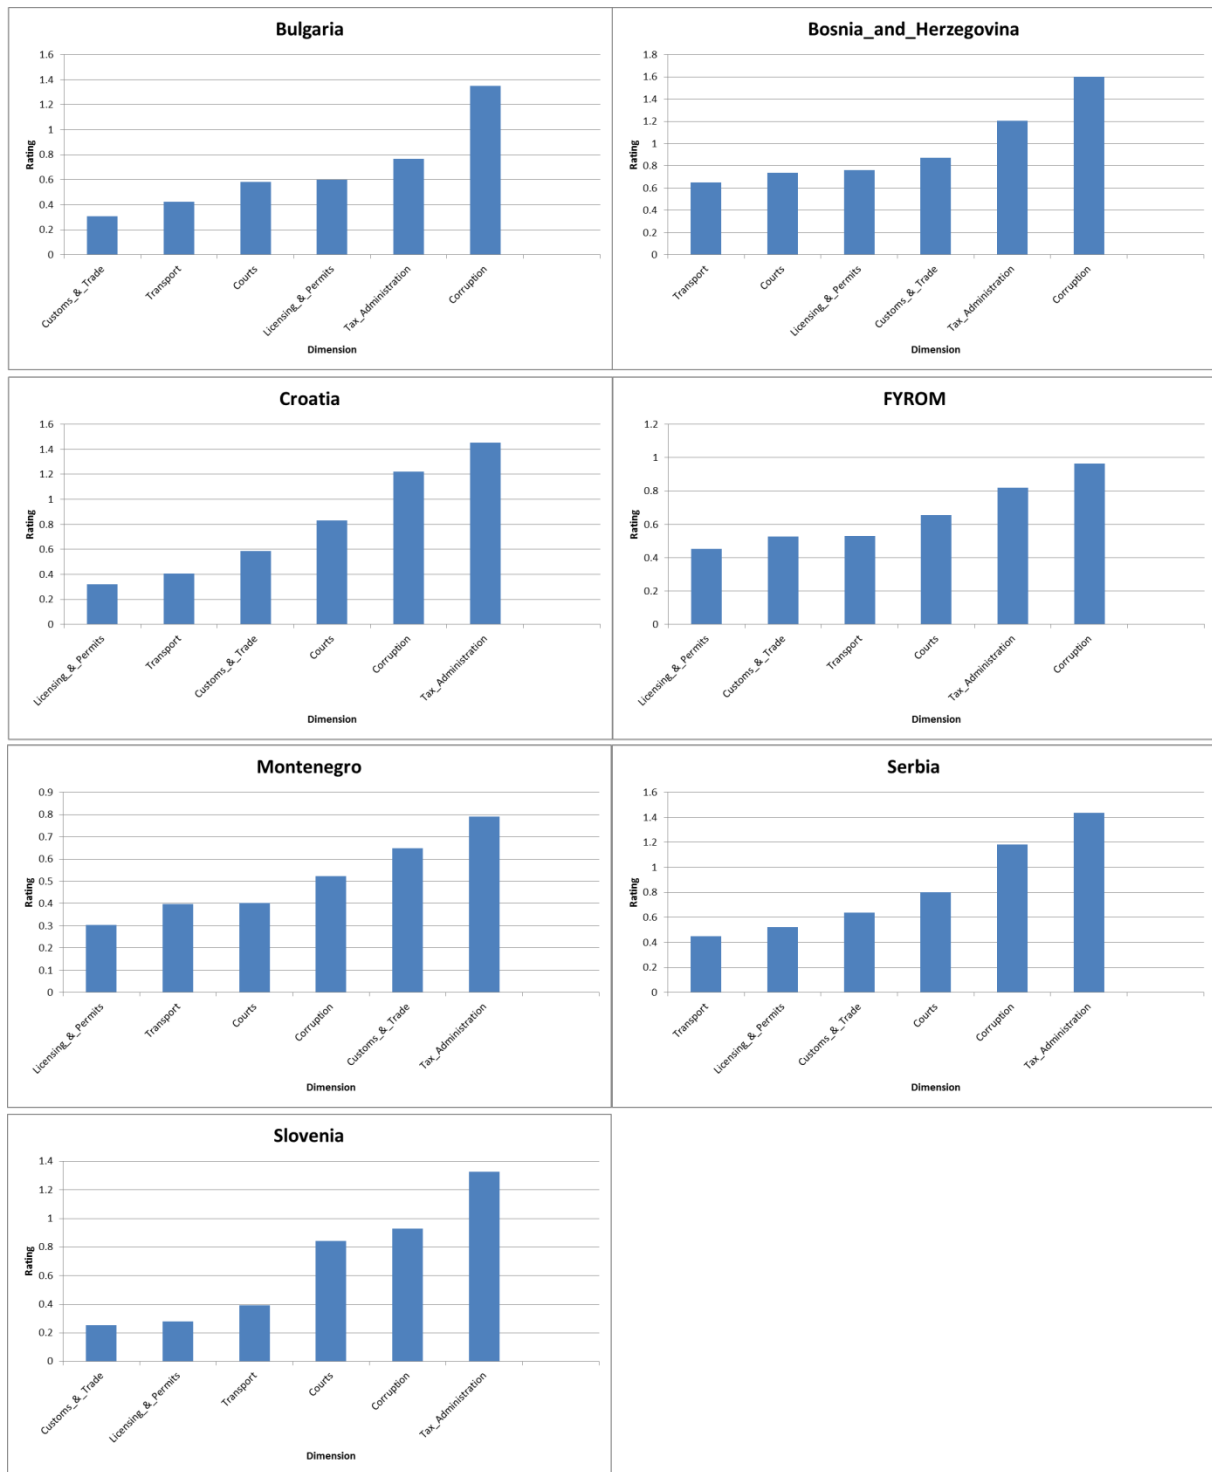 Bulgaria
1.6
1.4
1.2
1
0.8
0.6
0.4
0.2
0
Rating
Customs_&_Trade
Transport
Courts
Licensing_&_Permits
Tax_Administration
Corruption
Dimension
Bosnia_and_Herzegovina
1.8
1.6
1.4
1.2
1
0.8
0.6
0.4
0.2
0
Rating
Transport
Courts
Licensing_&_Permits
Customs_&_Trade
Tax_Administration
Corruption
Dimension
Croatia
1.6
1.4
1.2
1
0.8
0.6
0.4
0.2
0
Rating
Licensing_&_Permits
Transport
Customs_&_Trade
Courts
Corruption
Tax_Administration
Dimension
FYROM
1.2
1
0.8
0.6
0.4
0.2
0
Rating
Licensing_&_Permits
Customs_&_Trade
Transport
Courts
Tax_Administration
Corruption
Dimension
Montenegro
0.9
0.8
0.7
0.6
0.5
0.4
0.3
0.2
0.1
0
Rating
Licensing_&_Permits
Transport
Courts
Corruption
Customs_&_Trade
Tax_Administration
Dimension
Serbia
1.6
1.4
1.2
1
0.8
0.6
0.4
0.2
0
Rating
Transport
Licensing_&_Permits
Customs_&_Trade
Courts
Corruption
Tax_Administration
Dimension
Slovenia
1.4
1.2
1
0.8
0.6
0.4
0.2
0
Rating
Customs_&_Trade
Licensing_&_Permits
Transport
Courts
Corruption
Tax_Administration
Dimension